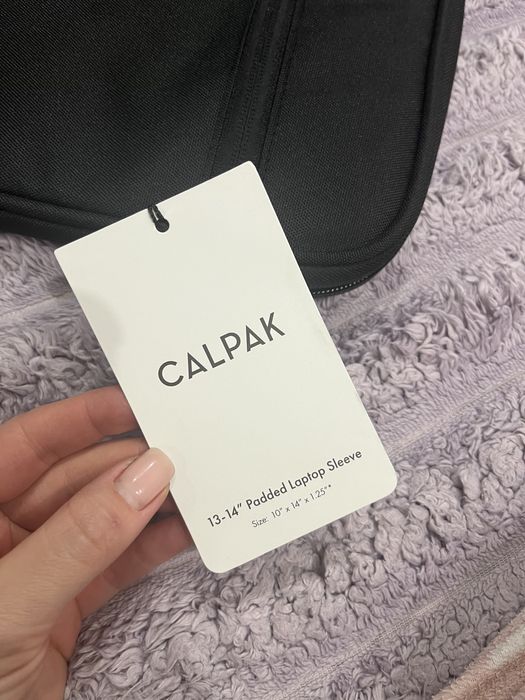 CALPAK
13-14" Padded Laptop Sleeve
Size: 10" x 14" x 1.25"*